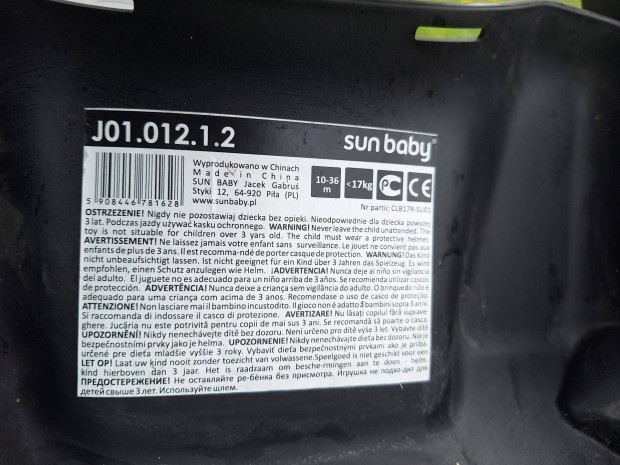 J01.012.1.2
sun baby
5 908446 781628
Wyprodukowano w Chinach
Made in China
SUN BABY Jacek Gabruś
Styki 12, 64-920 Piła (PL)
www.sunbaby.pl
10-36 m
<17kg
PC
CE
Nr partii: CLB17R-SU01
OSTRZEŻENIE! Nigdy nie pozostawiaj dziecka bez opieki. Nieodpowiednie dla dziecka powyżej
3 lat. Podczas jazdy używać kasku ochronnego. WARNING! Never leave the child unattended. The
toy is not suitable for children over 3 yars old. The child must wear a protective helmet.
AVERTISSEMENT! Ne laissez jamais votre enfant sans surveillance. Le jouet ne convient pas aux
enfants de plus de 3 ans. Il est recomma-ndé de porter casque de protection. WARNUNG! Das Kind
nicht unbeaufsichtigt lassen. Ist nicht geeignet für ein Kind über 3 Jahren das Spielzeug. Es wird
empfohlen, einen Schutz anzulegen wie Helm. ¡ADVERTENCIA! Nunca deje al niño sin vigilancia
del adulto. El juguete no es adecuado para un niño arriba de 3 años. Se recomienda utilizar casco
de protección. ADVERTÊNCIA! Nunca deixe a criança sem vigilância do adulto. O brinquedo não é
adequado para uma criança com acima de 3 anos. Recomendase o uso de casco de proteção.
ATTENZIONE! Non lasciare mai il bambino incustodito. Il gioco non è adatto a bambini sopra 3 anni.
Si raccomanda di indossare il casco di protezione. AVERTIZARE! Nu lăsați copilul fără suprave-
ghere. Jucăria nu este potrivită pentru copii de mai sus 3 ani. Se recomandă să poarte o casca.
UPOZORNĚNÍ! Nikdy nenechávejte dítě bez dozoru. Není určeno pro dítě výše 3 let. Vybavte dítě
bezpečnostními prvky jako je helma. UPOZORNENIE! Nikdy nenechávajte dieťa bez dozoru. Nie je
určené pre dieťa mladšie vyššie 3 roky. Vybaviť dieťa bezpečnostnými prvkami ako je prilba.
LET OP! Laat uw kind nooit zonder toezicht van volwassene. Speelgoed is niet geschikt voor een
kind hierboven dan 3 jaar. Het is raadzam om besche-rmingen aan te doen - helm.
ПРЕДОСТЕРЕЖЕНИЕ! Не оставляйте ре-бёнка без присмотра. Игрушка не подхо-дит для
детей свыше 3 лет. Используйте шлем.